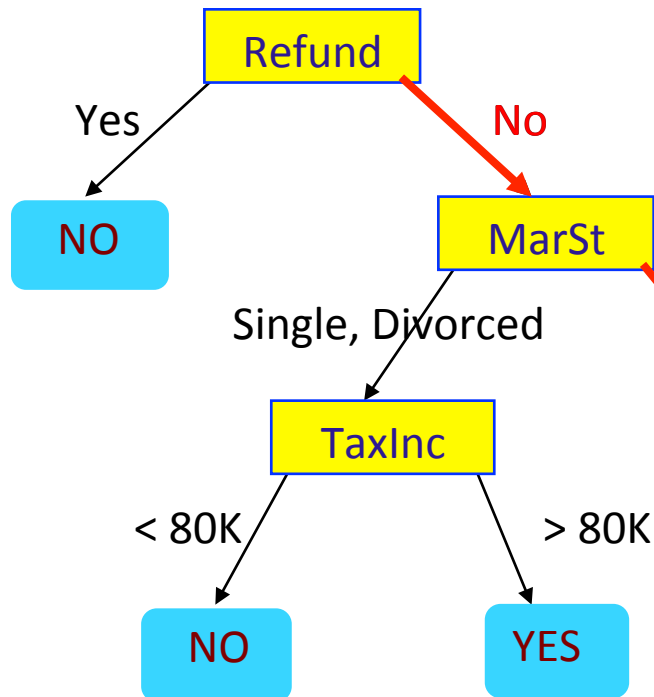 Refund
Yes
No
NO
MarSt
Single, Divorced
TaxInc
< 80K
> 80K
NO
YES